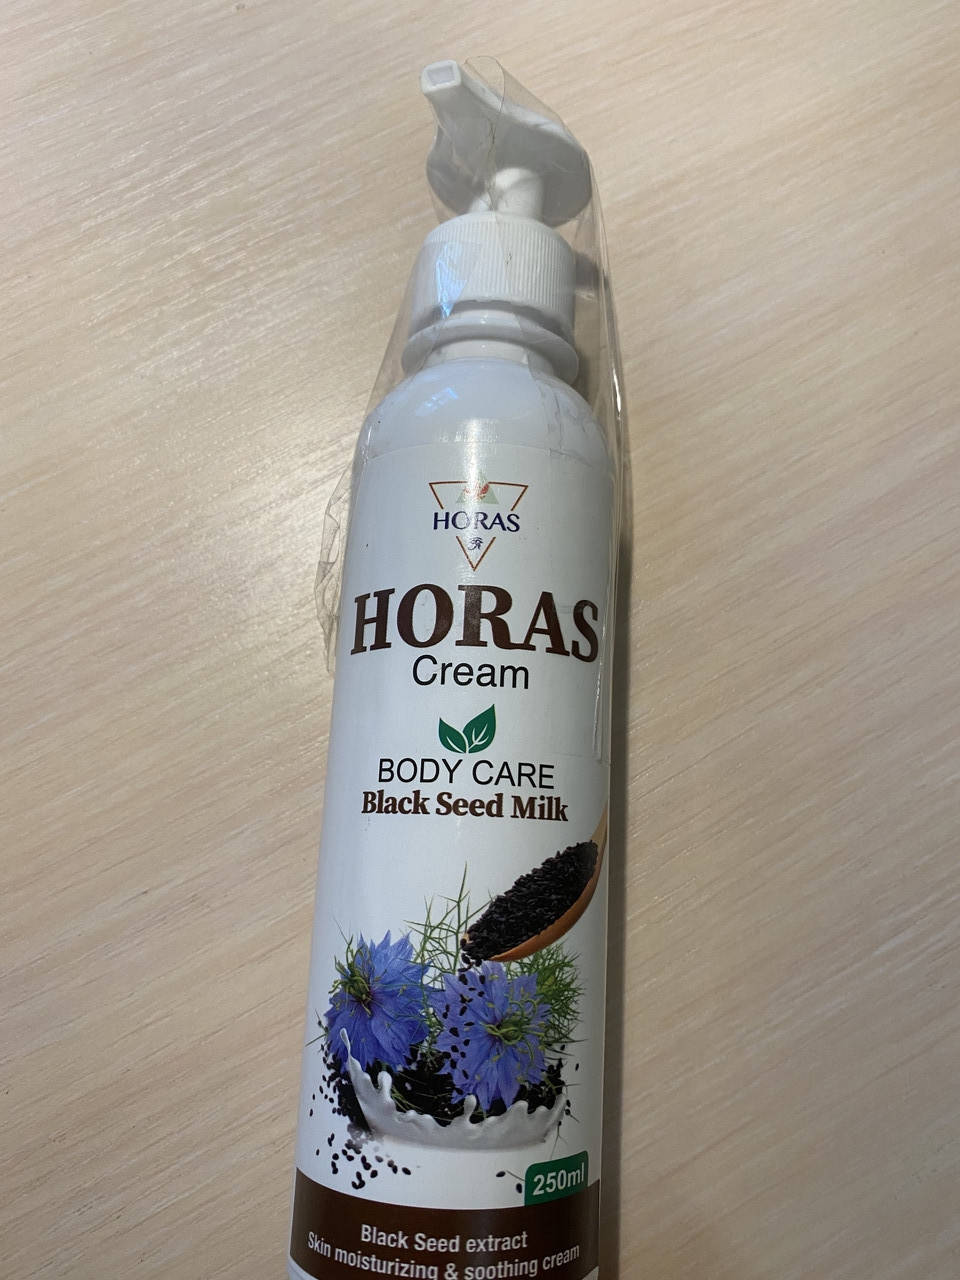 HORAS
HORAS
Cream
BODY CARE
Black Seed Milk
250ml
Black Seed extract
Skin moisturizing & soothing cream